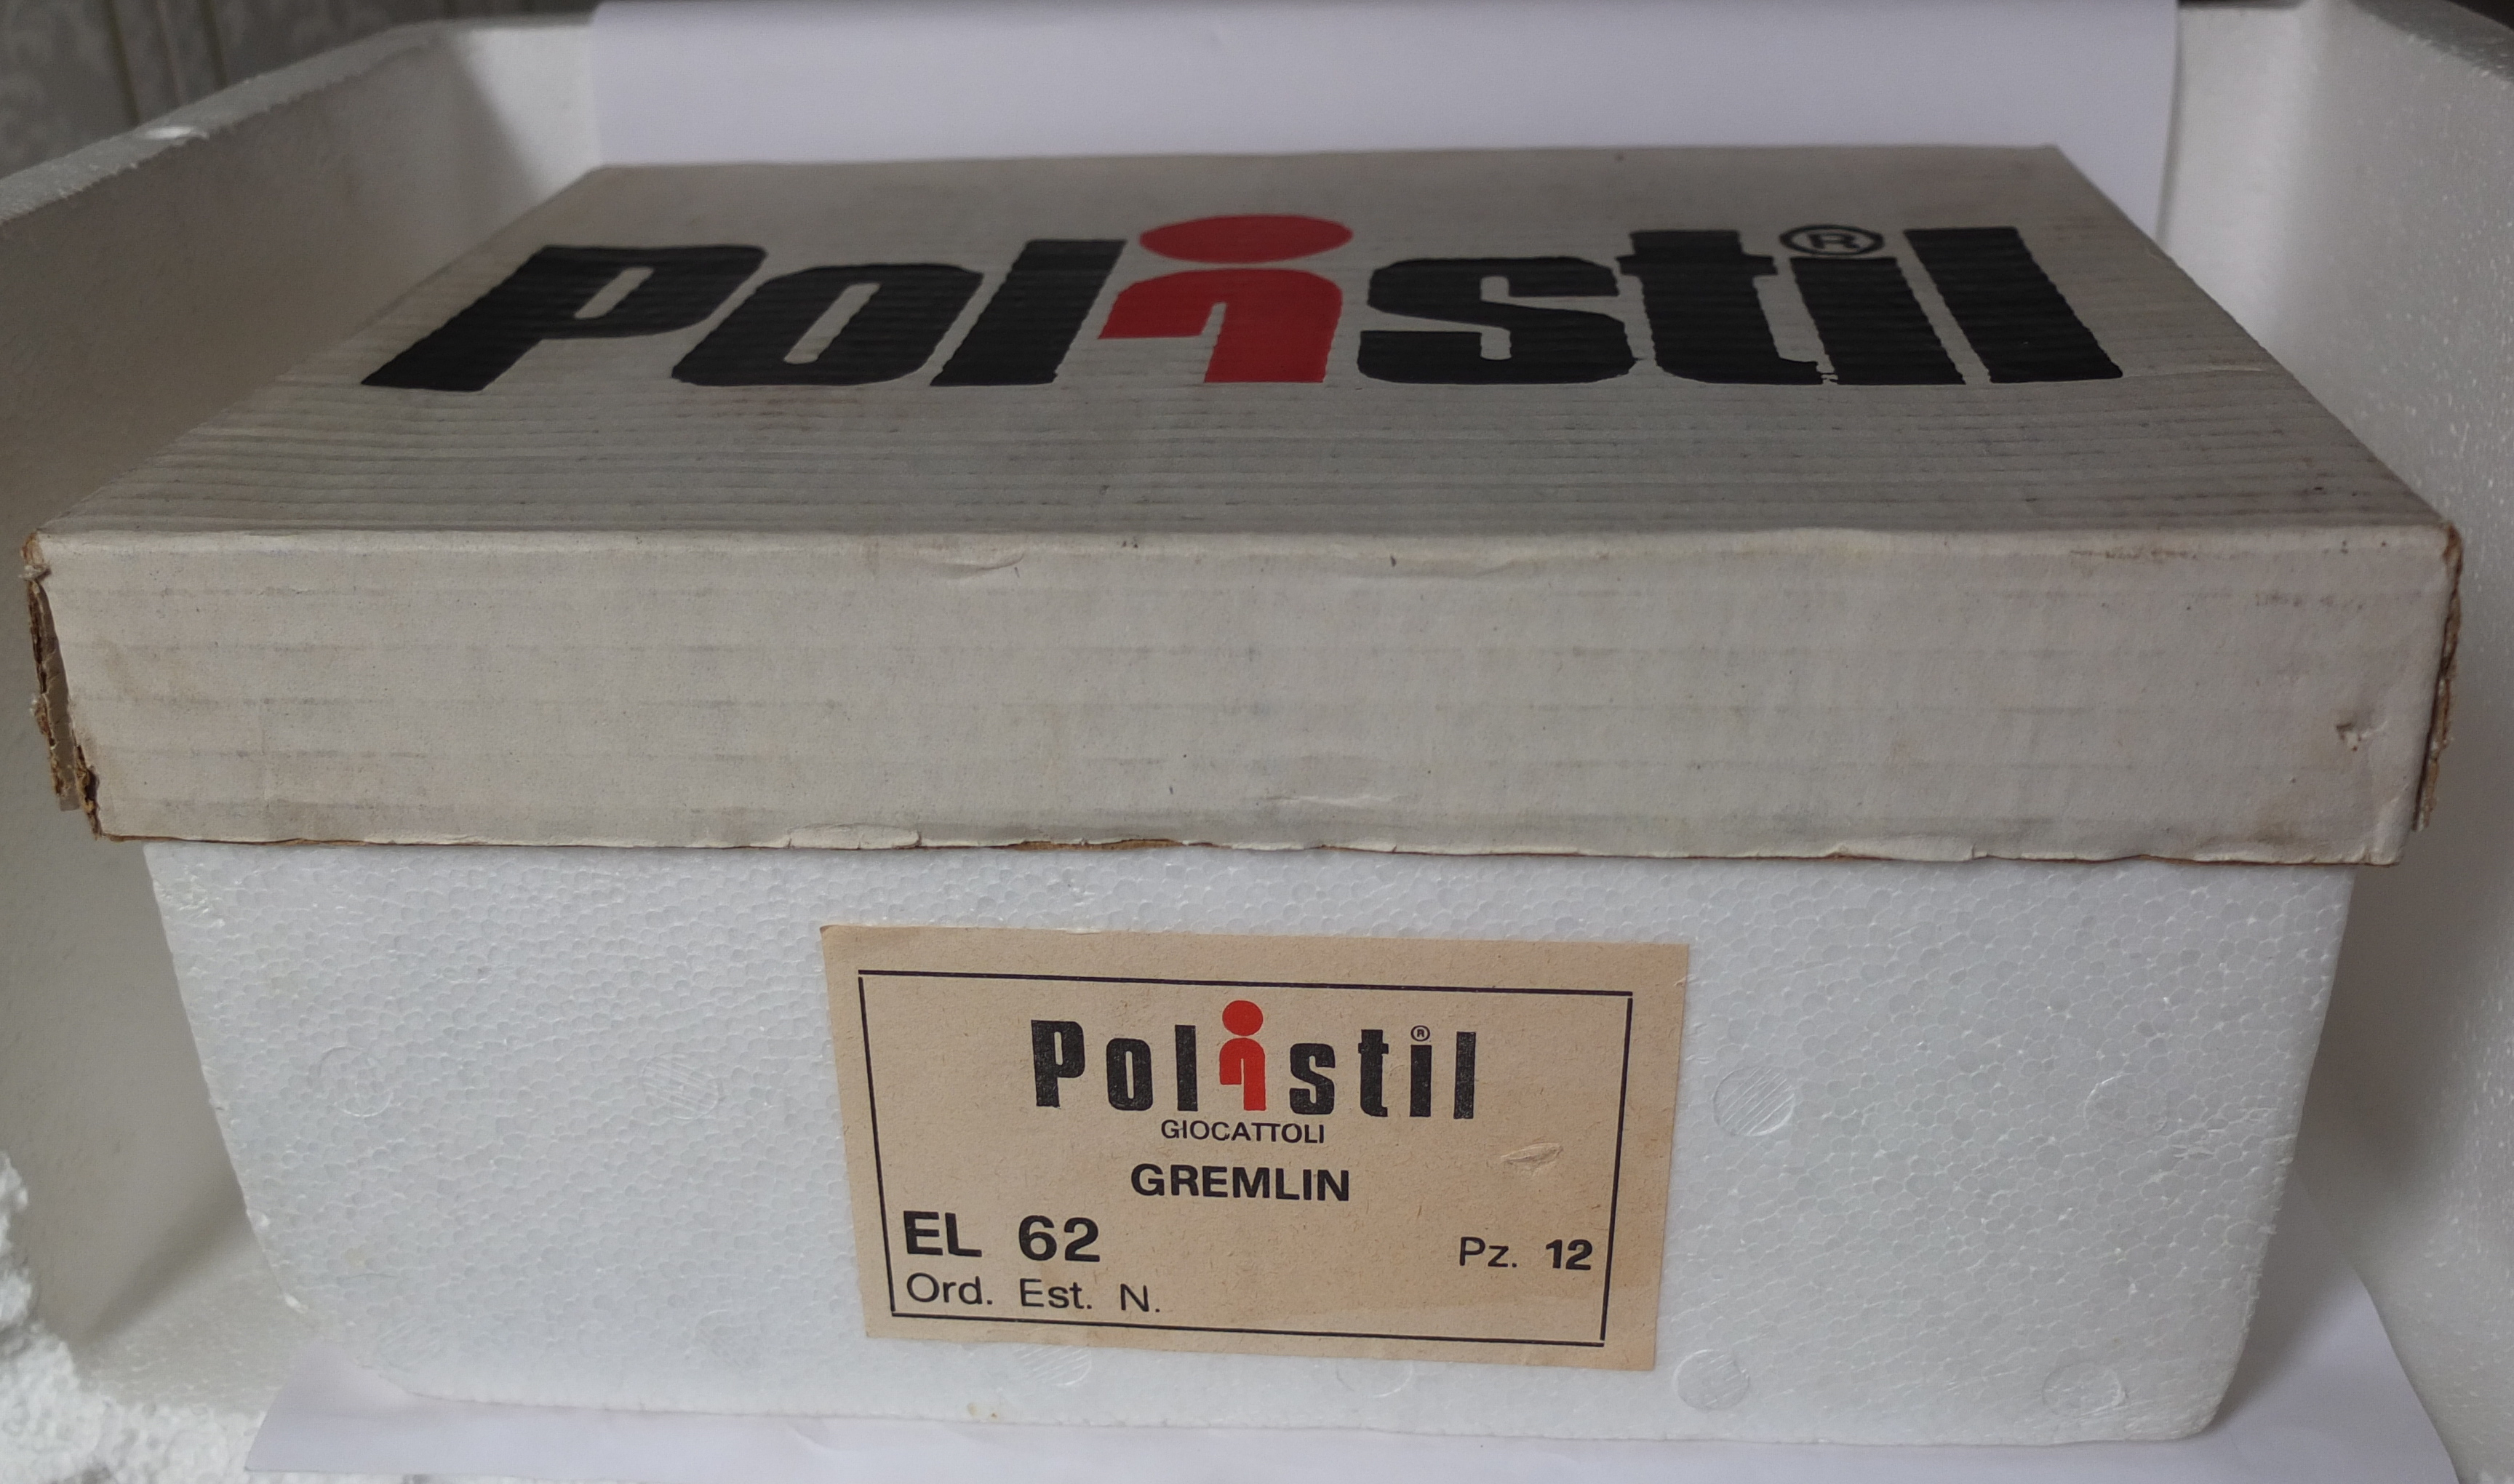 Polistil®
Polistil®
GIOCATTOLI
GREMLIN
EL 62
Pz. 12
Ord. Est. N.